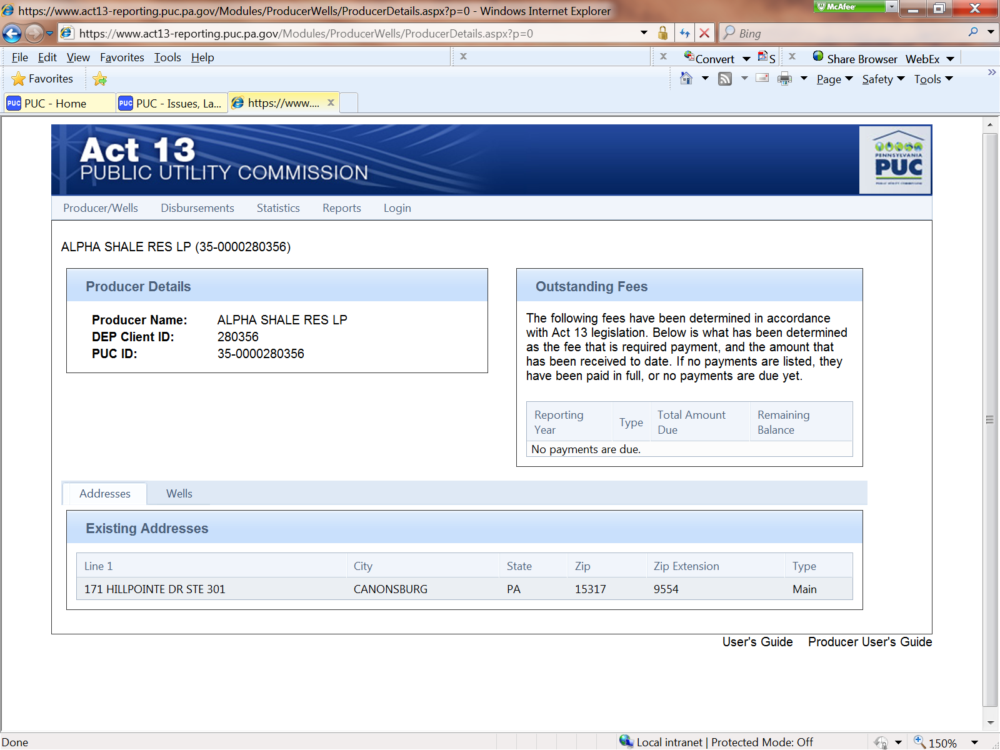 https://www.act13-reporting.puc.pa.gov/Modules/ProducerWells/ProducerDetails.aspx?p=0 - Windows Internet Explorer
McAfee
https://www.act13-reporting.puc.pa.gov/Modules/ProducerWells/ProducerDetails.aspx?p=0
Bing
File Edit View Favorites Tools Help
Convert S Share Browser WebEx
Favorites
Page Safety Tools
PUC PUC - Home PUC PUC - Issues, La... https://www....
Act 13
PUBLIC UTILITY COMMISSION
PENNSYLVANIA
PUC
Producer/Wells Disbursements Statistics Reports Login
ALPHA SHALE RES LP (35-0000280356)
Producer Details
Producer Name: ALPHA SHALE RES LP
DEP Client ID: 280356
PUC ID: 35-0000280356
Outstanding Fees
The following fees have been determined in accordance
with Act 13 legislation. Below is what has been determined
as the fee that is required payment, and the amount that
has been received to date. If no payments are listed, they
have been paid in full, or no payments are due yet.
Reporting Year Type Total Amount Due Remaining Balance
No payments are due.
Addresses Wells
Existing Addresses
Line 1 City State Zip Zip Extension Type
171 HILLPOINTE DR STE 301 CANONSBURG PA 15317 9554 Main
User's Guide Producer User's Guide
Done
Local intranet | Protected Mode: Off
150%